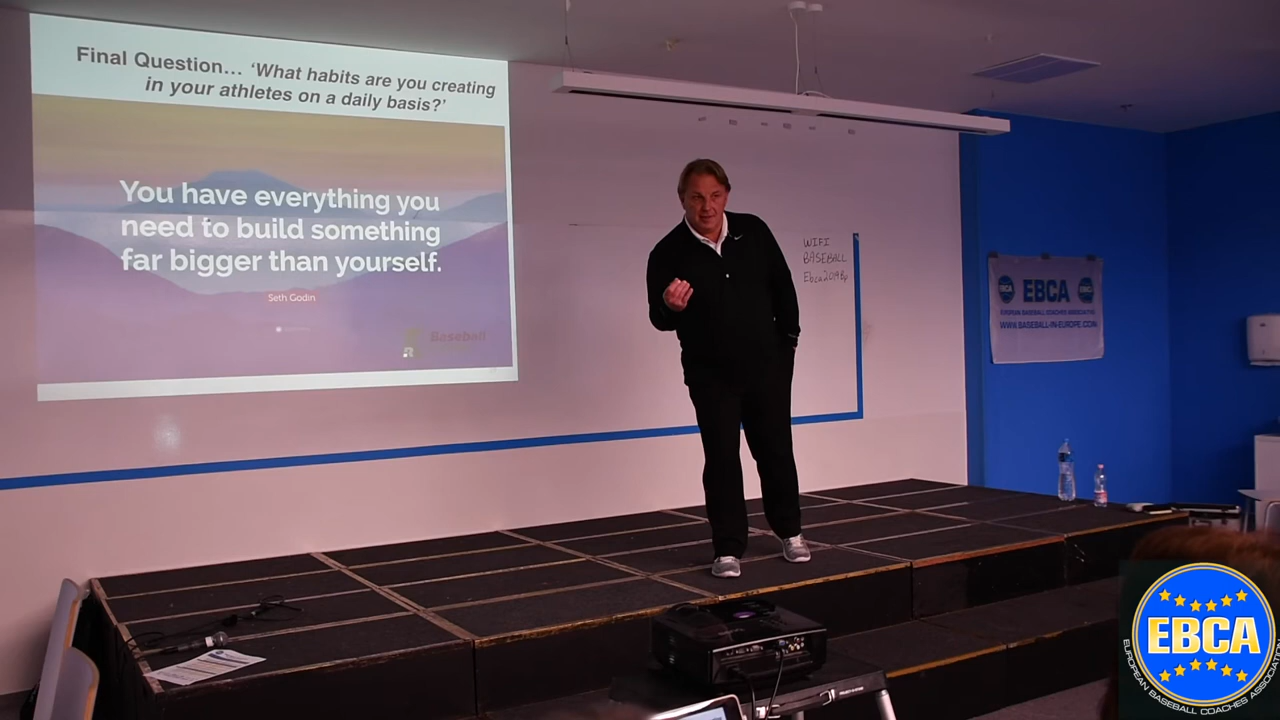 Final Question... ‘What habits are you creating
in your athletes on a daily basis?’
You have everything you
need to build something
far bigger than yourself.
Seth Godin
Baseball
WIFI
BASEBALL
EBCA
EUROPEAN BASEBALL COACHES ASSOCIATION
WWW.BASEBALL-IN-EUROPE.COM
EBCA
EUROPEAN BASEBALL COACHES ASSOCIATION